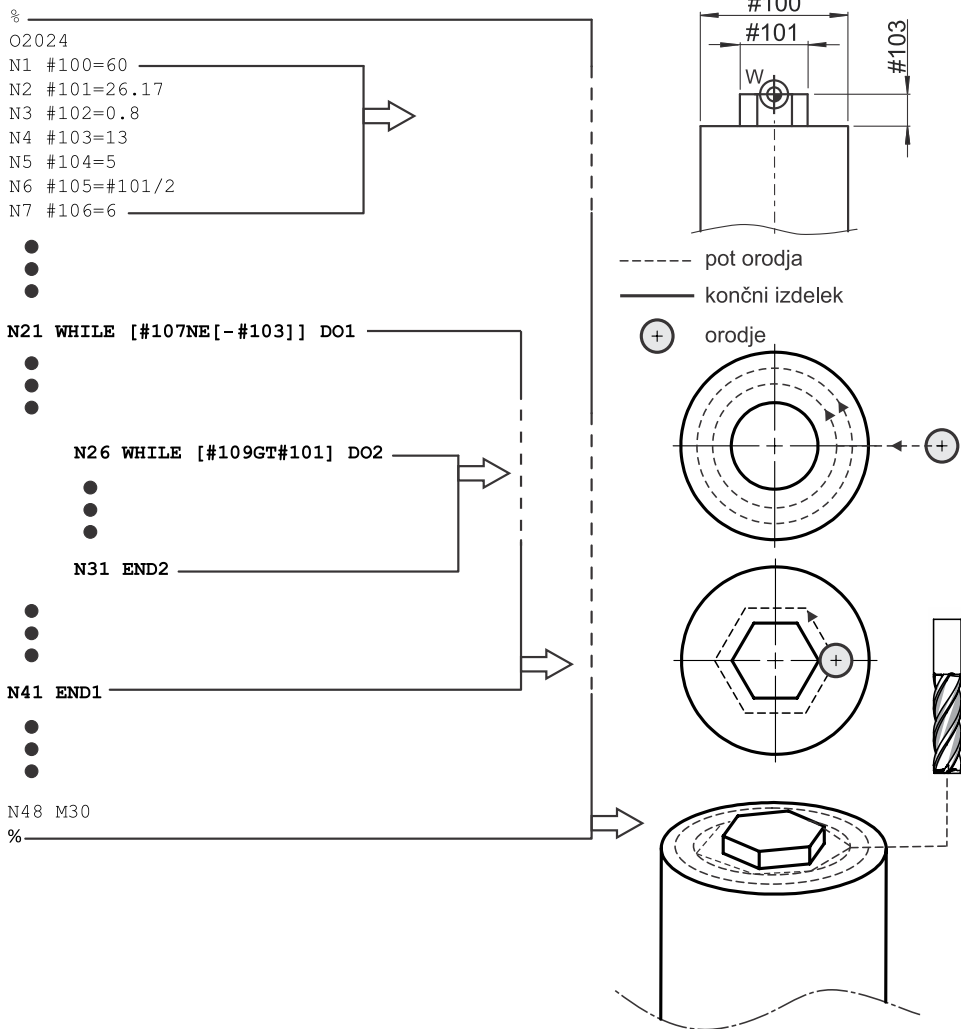 %
O2024
N1 #100=60
N2 #101=26.17
N3 #102=0.8
N4 #103=13
N5 #104=5
N6 #105=#101/2
N7 #106=6
N21 WHILE [#107NE[-#103]] DO1
N26 WHILE [#109GT#101] DO2
N31 END2
N41 END1
N48 M30
%
#100
#101
#103
W
pot orodja
končni izdelek
orodje